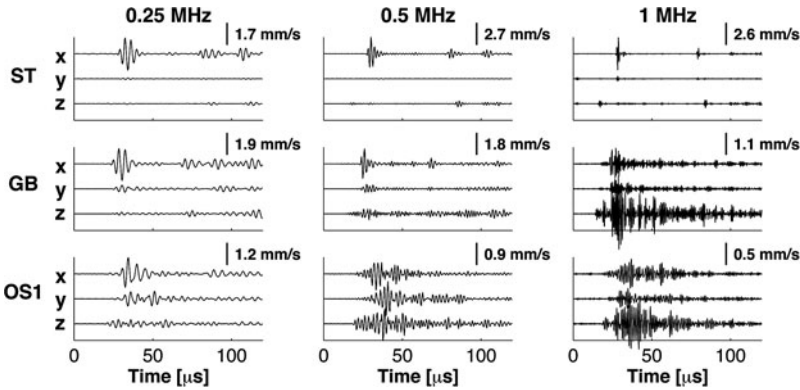 0.25 MHz 0.5 MHz 1 MHz
1.7 mm/s 2.7 mm/s 2.6 mm/s
x
ST y
z
1.9 mm/s 1.8 mm/s 1.1 mm/s
x
GB y
z
1.2 mm/s 0.9 mm/s 0.5 mm/s
x
OS1 y
z
0 50 100 0 50 100 0 50 100
Time [μs] Time [μs] Time [μs]